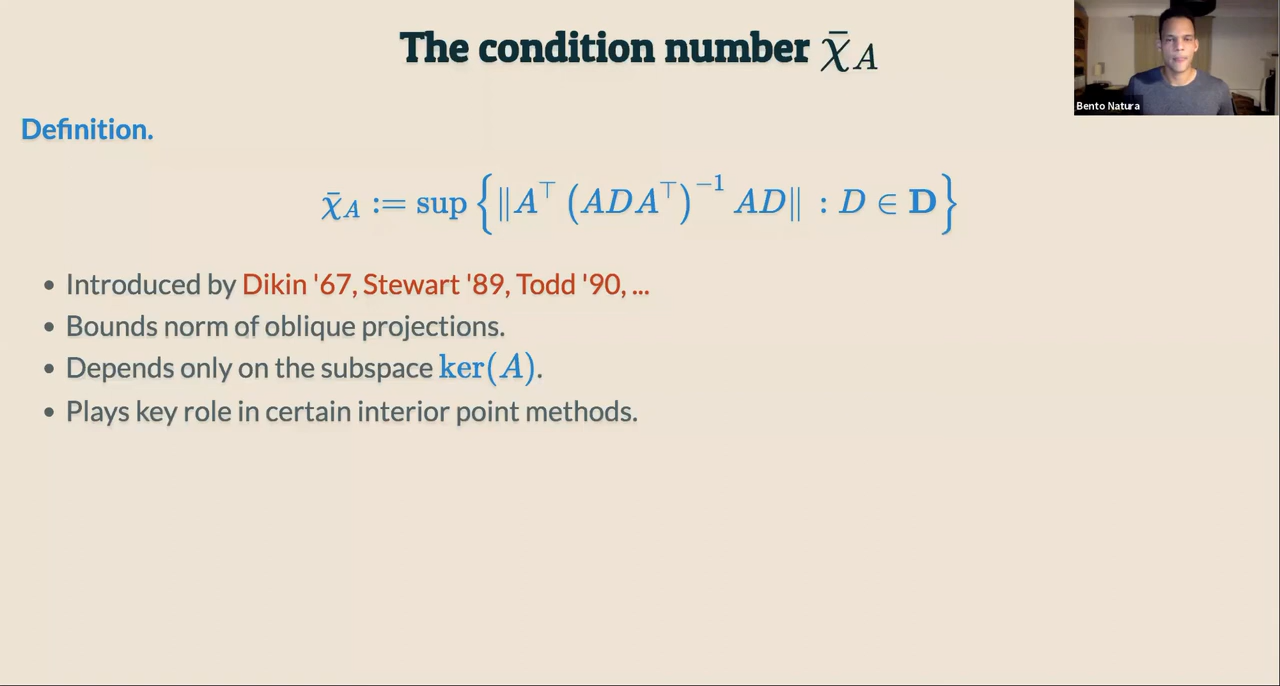 The condition number χ̄_A
Bento Natura
Definition.
χ̄_A := sup { ‖A^⊤ (ADA^⊤)^{−1} AD‖ : D ∈ **D** }
• Introduced by Dikin '67, Stewart '89, Todd '90, ...
• Bounds norm of oblique projections.
• Depends only on the subspace ker(A).
• Plays key role in certain interior point methods.